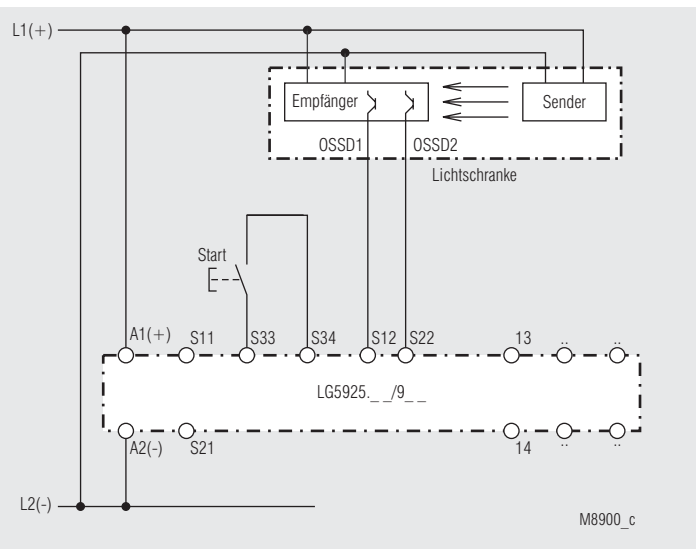 L1(+)
Empfänger
Sender
OSSD1
OSSD2
Lichtschranke
Start
A1(+)
S11
S33
S34
S12
S22
13
..
..
LG5925._ _/9_ _
A2(-)
S21
14
..
..
L2(-)
M8900_c